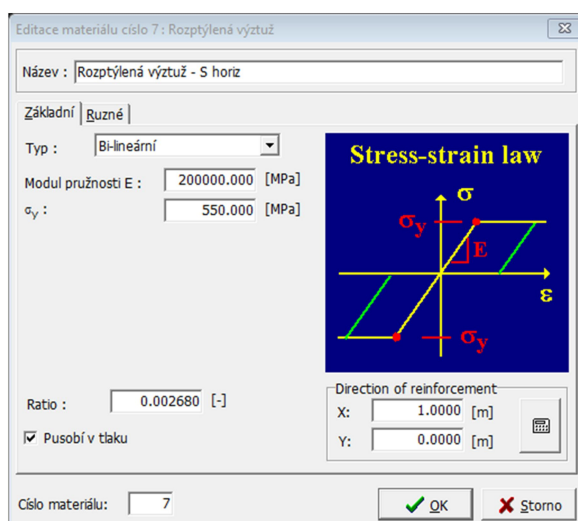 Editace materiálu císlo 7 : Rozptýlená výztuž
Název : Rozptýlená výztuž - S horiz
Základní Ruzné
Typ : Bi-lineární
Modul pružnosti E : 200000.000 [MPa]
σy : 550.000 [MPa]
Stress-strain law
σ
σy
E
ε
σy
Ratio : 0.002680 [-]
Pusobí v tlaku
Direction of reinforcement
X: 1.0000 [m]
Y: 0.0000 [m]
Císlo materiálu: 7
OK Storno